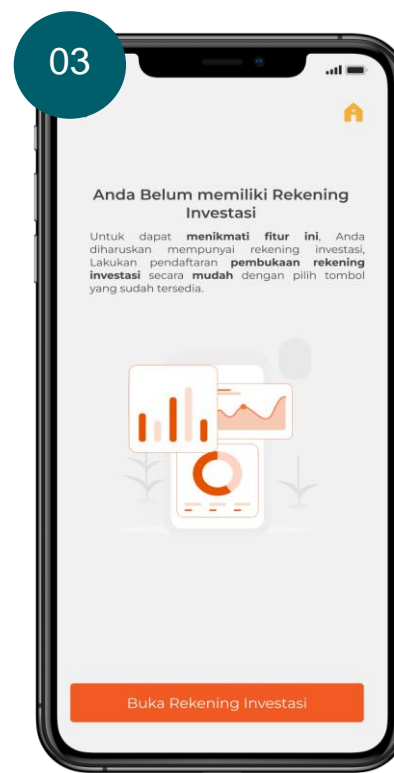 03
Anda Belum memiliki Rekening
Investasi
Untuk dapat menikmati fitur ini, Anda
diharuskan mempunyai rekening investasi,
Lakukan pendaftaran pembukaan rekening
investasi secara mudah dengan pilih tombol
yang sudah tersedia.
Buka Rekening Investasi